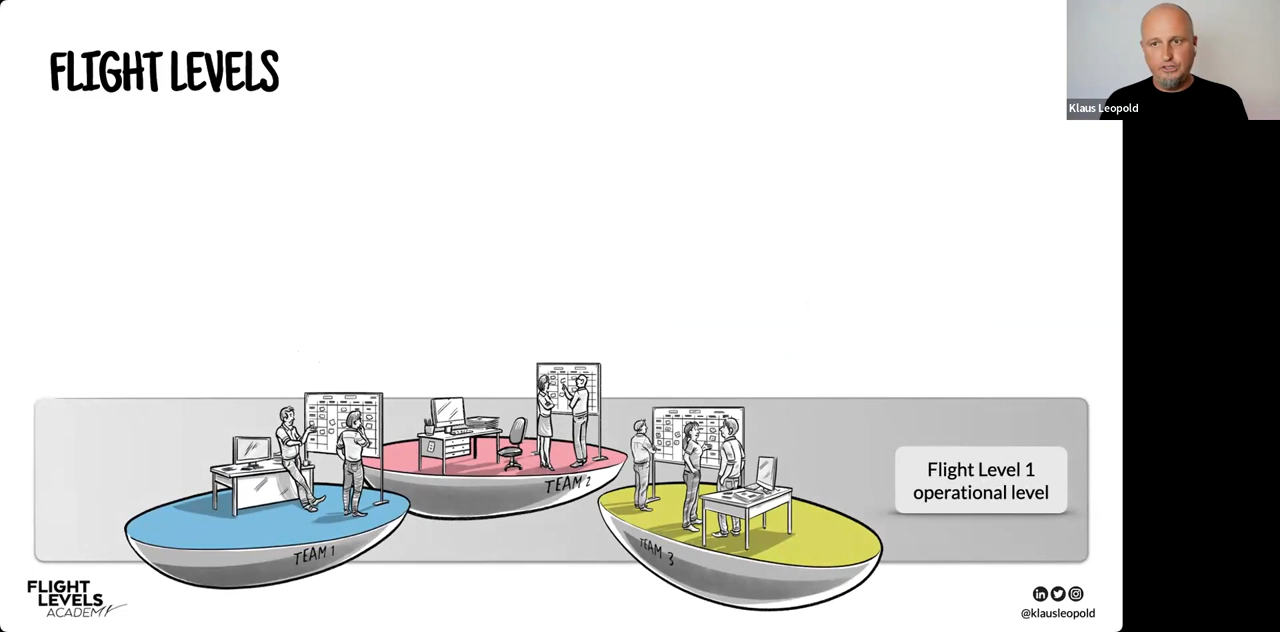 FLIGHT LEVELS
Klaus Leopold
TEAM 1
TEAM 2
TEAM 3
Flight Level 1
operational level
FLIGHT
LEVELS
ACADEMY
in
@klausleopold